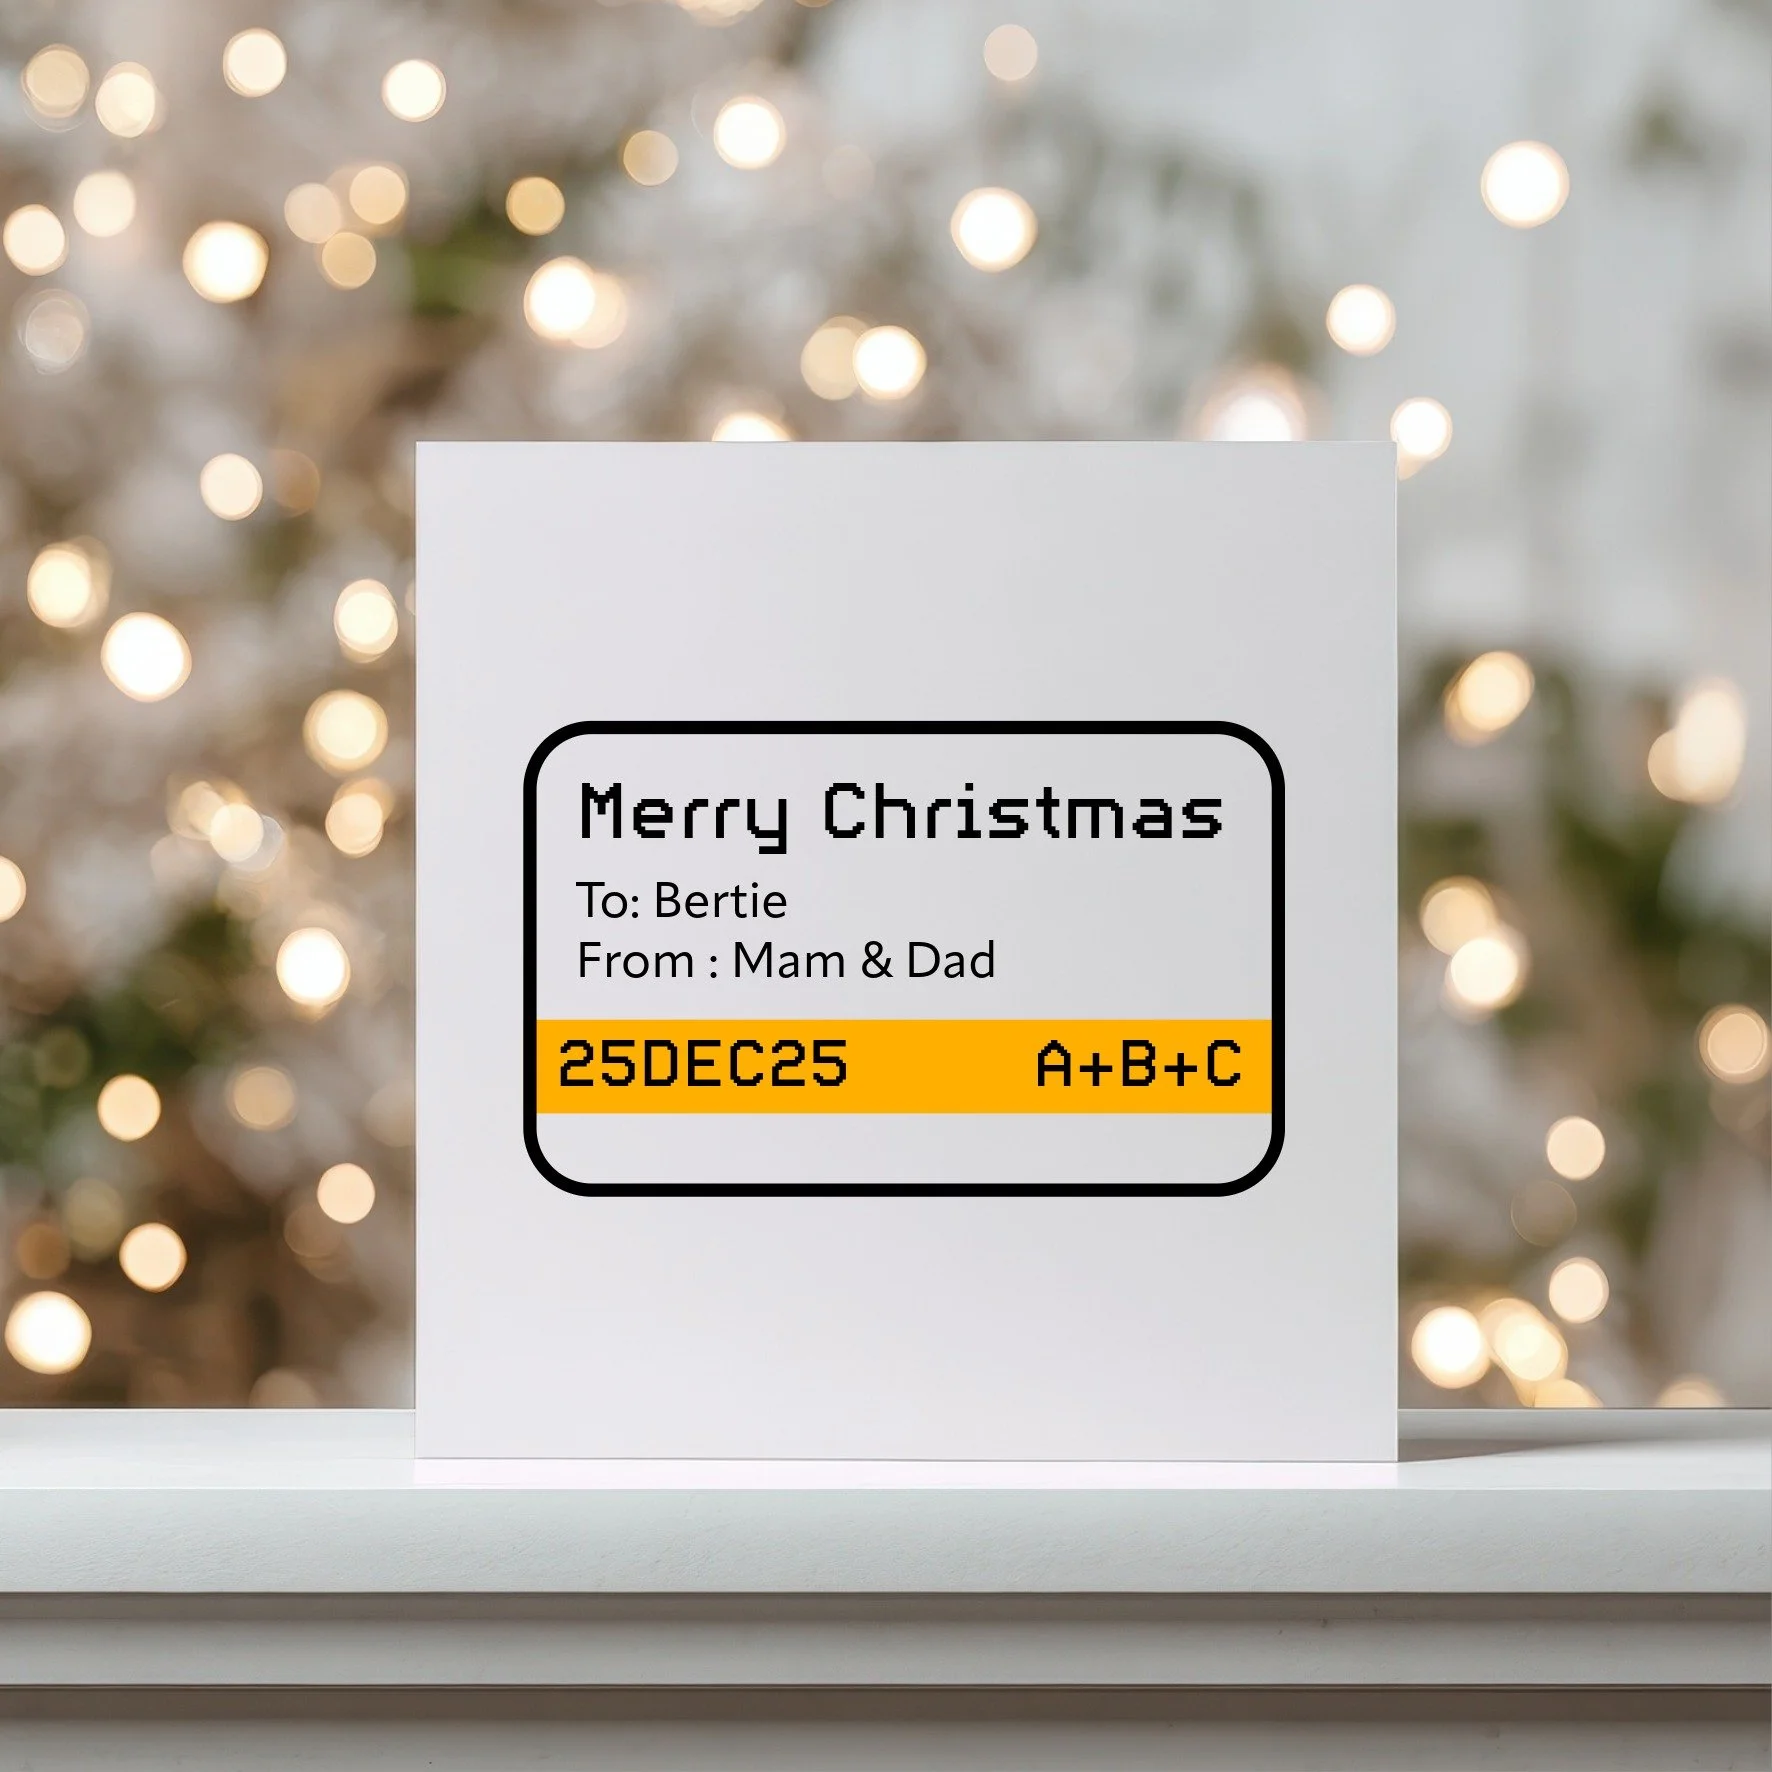 Merry Christmas
To: Bertie
From : Mam & Dad
25DEC25 A+B+C